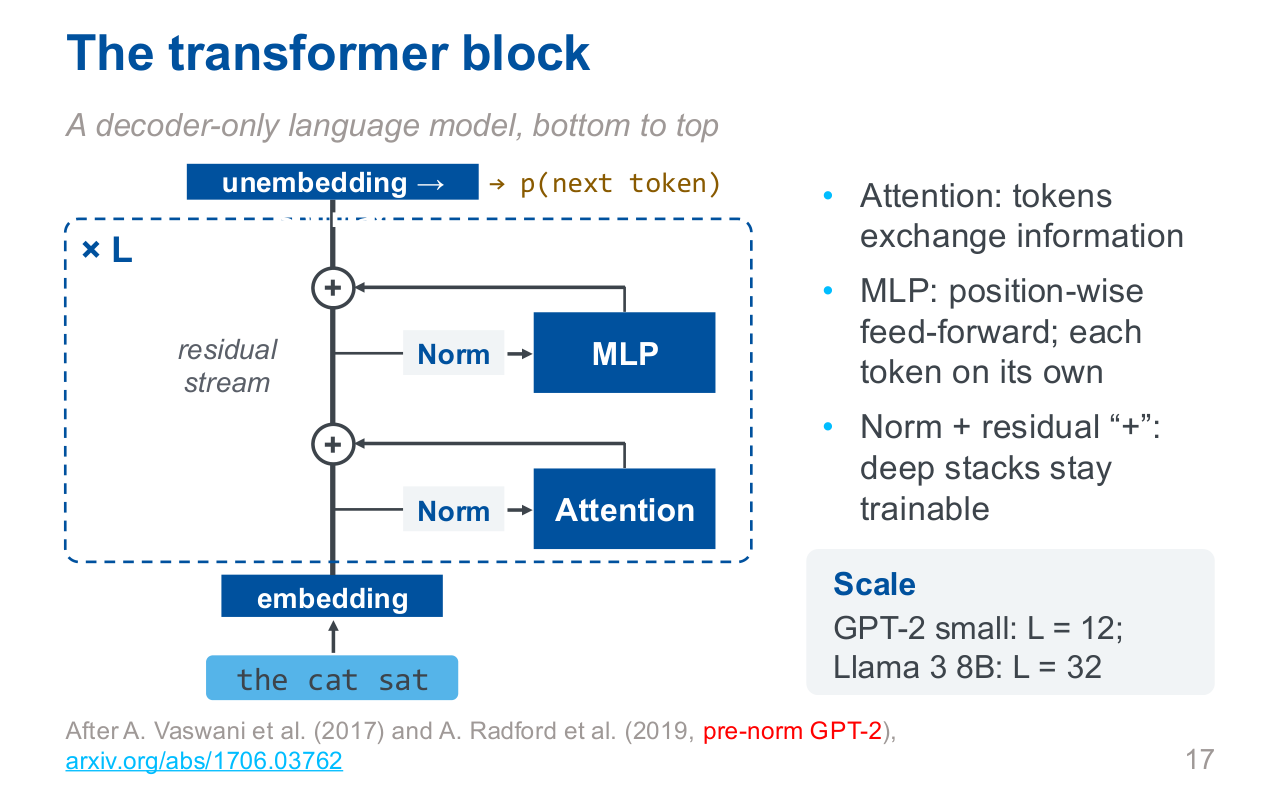 The transformer block
A decoder-only language model, bottom to top
unembedding →
→ p(next token)
× L
+
residual
stream
Norm
MLP
+
Norm
Attention
embedding
the cat sat
• Attention: tokens
exchange information
• MLP: position-wise
feed-forward; each
token on its own
• Norm + residual “+”:
deep stacks stay
trainable
Scale
GPT-2 small: L = 12;
Llama 3 8B: L = 32
After A. Vaswani et al. (2017) and A. Radford et al. (2019, pre-norm GPT-2),
arxiv.org/abs/1706.03762
17